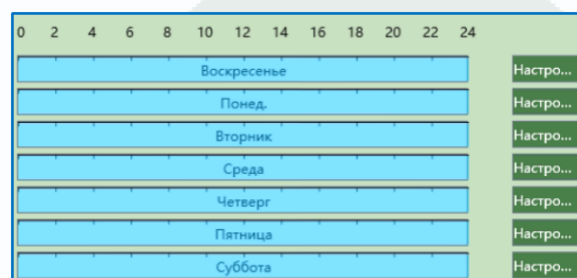 0 2 4 6 8 10 12 14 16 18 20 22 24
Воскресенье Настро...
Понед. Настро...
Вторник Настро...
Среда Настро...
Четверг Настро...
Пятница Настро...
Суббота Настро...